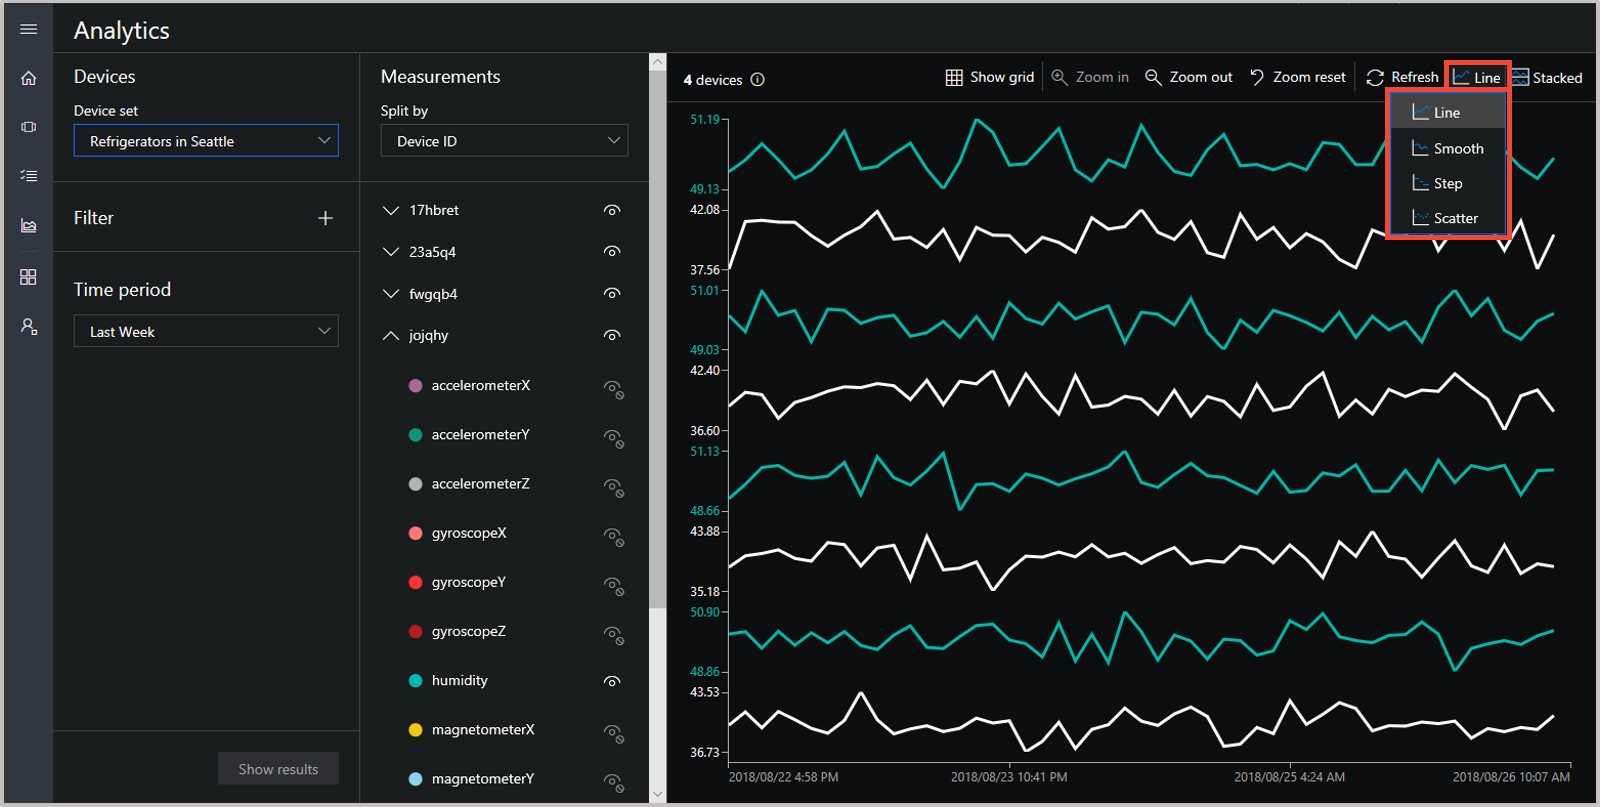 Analytics
Devices
Device set
Refrigerators in Seattle
Filter
Time period
Last Week
Show results
Measurements
Split by
Device ID
17hbret
23a5q4
fwgqb4
jojqhy
accelerometerX
accelerometerY
accelerometerZ
gyroscopeX
gyroscopeY
gyroscopeZ
humidity
magnetometerX
magnetometerY
4 devices
Show grid
Zoom in
Zoom out
Zoom reset
Refresh
Line
Stacked
Line
Smooth
Step
Scatter
51.19
49.13
42.08
37.56
51.01
49.03
42.40
36.60
51.13
48.66
43.88
35.18
50.90
48.86
43.53
36.73
2018/08/22 4:58 PM
2018/08/23 10:41 PM
2018/08/25 4:24 AM
2018/08/26 10:07 AM